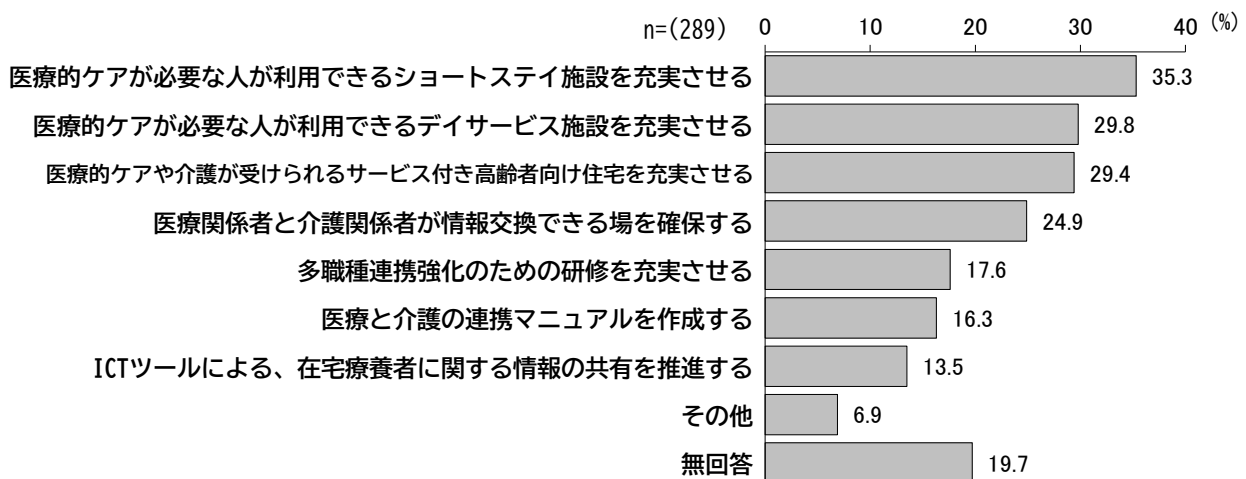 n=(289) 0 10 20 30 40 (%)
医療的ケアが必要な人が利用できるショートステイ施設を充実させる 35.3
医療的ケアが必要な人が利用できるデイサービス施設を充実させる 29.8
医療的ケアや介護が受けられるサービス付き高齢者向け住宅を充実させる 29.4
医療関係者と介護関係者が情報交換できる場を確保する 24.9
多職種連携強化のための研修を充実させる 17.6
医療と介護の連携マニュアルを作成する 16.3
ICTツールによる、在宅療養者に関する情報の共有を推進する 13.5
その他 6.9
無回答 19.7